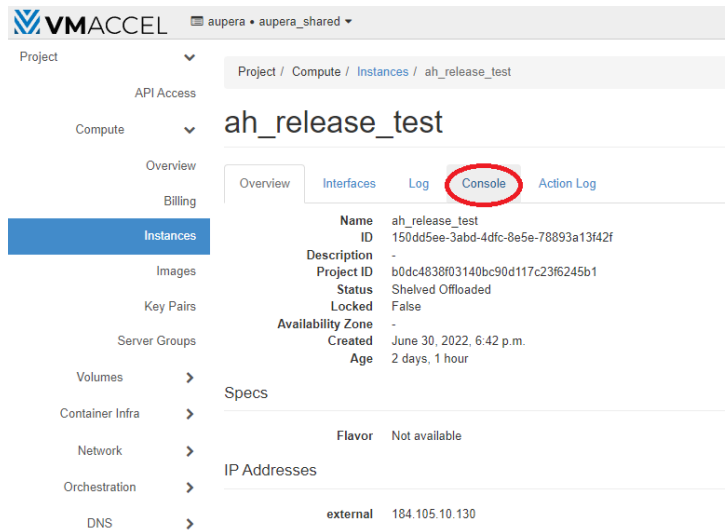 VMACCEL
aupera • aupera_shared
Project
API Access
Compute
Overview
Billing
Instances
Images
Key Pairs
Server Groups
Volumes
Container Infra
Network
Orchestration
DNS
Project / Compute / Instances / ah_release_test
ah_release_test
Overview Interfaces Log Console Action Log
Name ah_release_test
ID 150dd5ee-3abd-4dfc-8e5e-78893a13f42f
Description -
Project ID b0dc4838f03140bc90d117c23f6245b1
Status Shelved Offloaded
Locked False
Availability Zone -
Created June 30, 2022, 6:42 p.m.
Age 2 days, 1 hour
Specs
Flavor Not available
IP Addresses
external 184.105.10.130